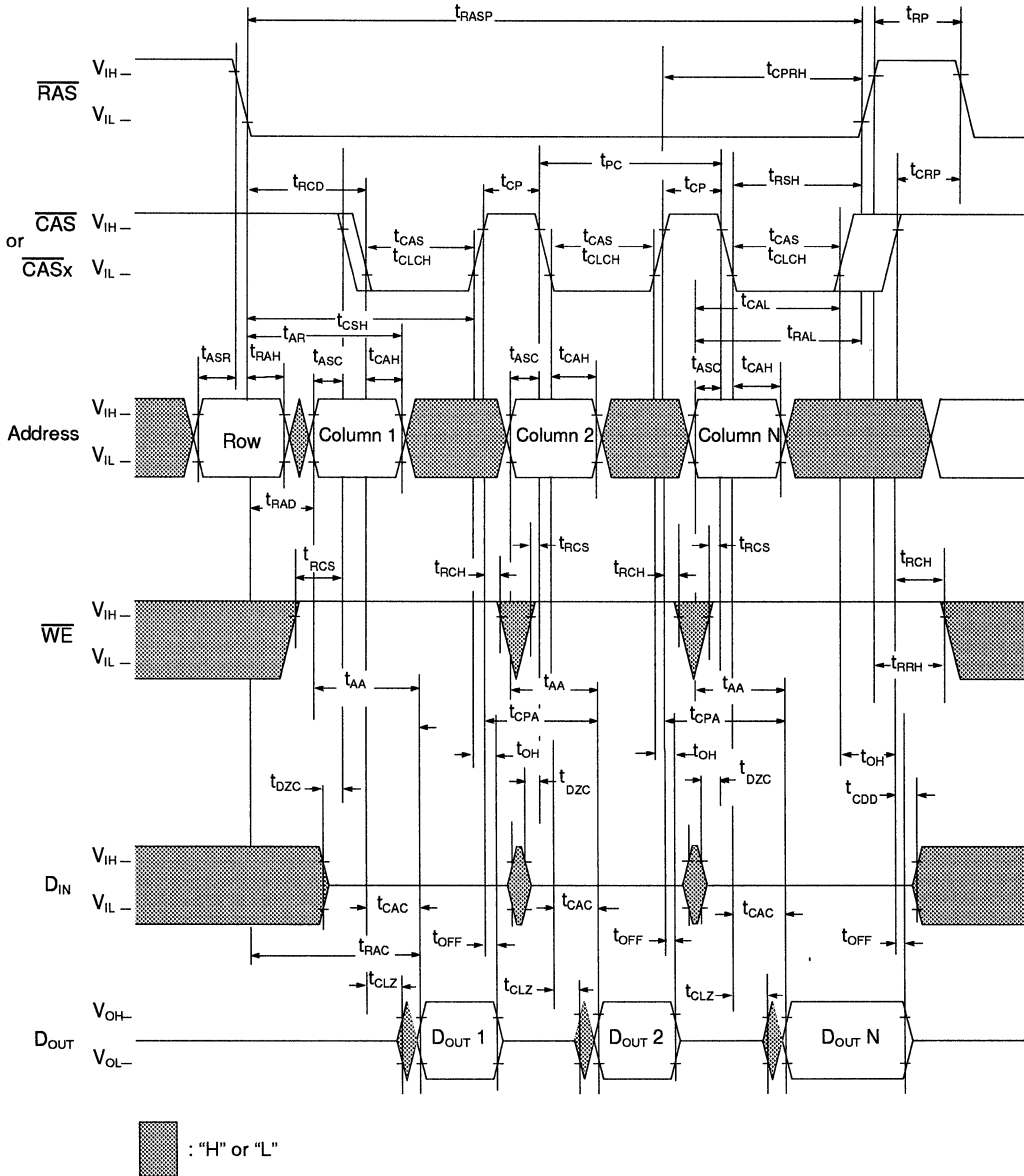 tRASP
tRP
VIH
RAS
VIL
tCPRH
tPC
tRCD
tCP
tCP
tRSH
tCRP
CAS
or
CASx
VIH
VIL
tCAS
tCLCH
tCAS
tCLCH
tCAS
tCLCH
tCAL
tCSH
tAR
tRAL
tASR
tRAH
tASC
tCAH
tASC
tCAH
tASC
tCAH
Address
VIH
VIL
Row
Column 1
Column 2
Column N
tRAD
tRCS
tRCH
tRCS
tRCH
tRCS
tRCH
WE
VIH
VIL
tRRH
tAA
tAA
tAA
tCPA
tCPA
tOH
tOH
tOH
tDZC
tDZC
tDZC
tCDD
DIN
VIH
VIL
tCAC
tCAC
tCAC
tRAC
tOFF
tOFF
tOFF
tCLZ
tCLZ
tCLZ
DOUT
VOH
VOL
DOUT 1
DOUT 2
DOUT N
: “H” or “L”